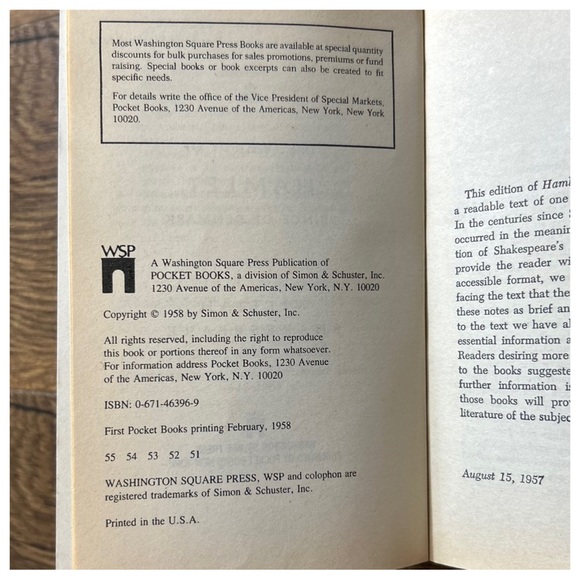 Most Washington Square Press Books are available at special quantity
discounts for bulk purchases for sales promotions, premiums or fund
raising. Special books or book excerpts can also be created to fit
specific needs.
For details write the office of the Vice President of Special Markets,
Pocket Books, 1230 Avenue of the Americas, New York, New York
10020.
WSP
A Washington Square Press Publication of
POCKET BOOKS, a division of Simon & Schuster, Inc.
1230 Avenue of the Americas, New York, N.Y. 10020
Copyright © 1958 by Simon & Schuster, Inc.
All rights reserved, including the right to reproduce
this book or portions thereof in any form whatsoever.
For information address Pocket Books, 1230 Avenue
of the Americas, New York, N.Y. 10020
ISBN: 0-671-46396-9
First Pocket Books printing February, 1958
55 54 53 52 51
WASHINGTON SQUARE PRESS, WSP and colophon are
registered trademarks of Simon & Schuster, Inc.
Printed in the U.S.A.
This edition of Haml
a readable text of one
In the centuries since
occurred in the meanin
tion of Shakespeare's
provide the reader wi
accessible format, we
facing the text that the
these notes as brief an
to the text we have al
essential information a
Readers desiring more
to the books suggeste
further information i
those books will pro
literature of the subjec
August 15, 1957